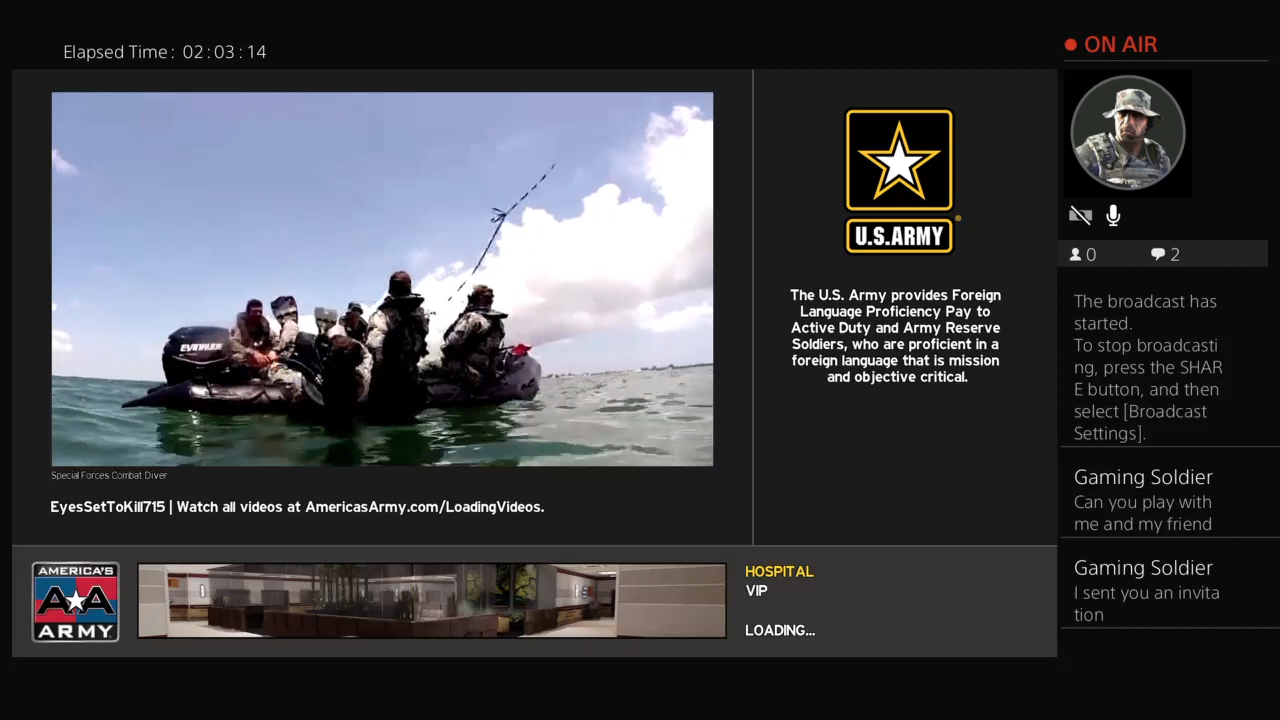 Elapsed Time: 02:03:14
ON AIR
EVINRUDE
U.S.ARMY
®
The U.S. Army provides Foreign
Language Proficiency Pay to
Active Duty and Army Reserve
Soldiers, who are proficient in a
foreign language that is mission
and objective critical.
Special Forces Combat Diver
EyesSetToKill715 | Watch all videos at AmericasArmy.com/LoadingVideos.
AMERICA'S
AA
ARMY
HOSPITAL
VIP
LOADING...
0
2
The broadcast has
started.
To stop broadcasti
ng, press the SHAR
E button, and then
select [Broadcast
Settings].
Gaming Soldier
Can you play with
me and my friend
Gaming Soldier
I sent you an invita
tion